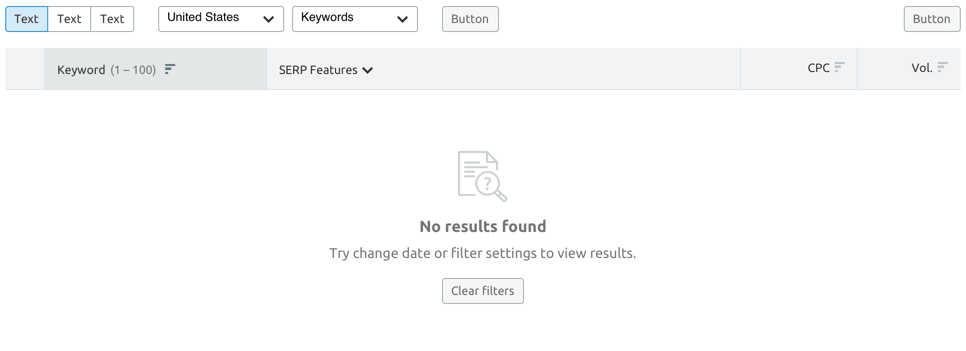 Text Text Text United States Keywords Button Button
Keyword (1 – 100) SERP Features CPC Vol.
?
No results found
Try change date or filter settings to view results.
Clear filters